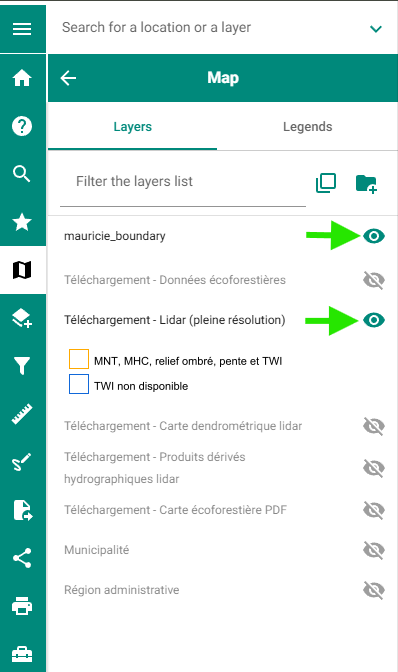 Search for a location or a layer
Map
Layers
Legends
Filter the layers list
mauricie_boundary
Téléchargement - Données écoforestières
Téléchargement - Lidar (pleine résolution)
MNT, MHC, relief ombré, pente et TWI
TWI non disponible
Téléchargement - Carte dendrométrique lidar
Téléchargement - Produits dérivés
hydrographiques lidar
Téléchargement - Carte écoforestière PDF
Municipalité
Région administrative